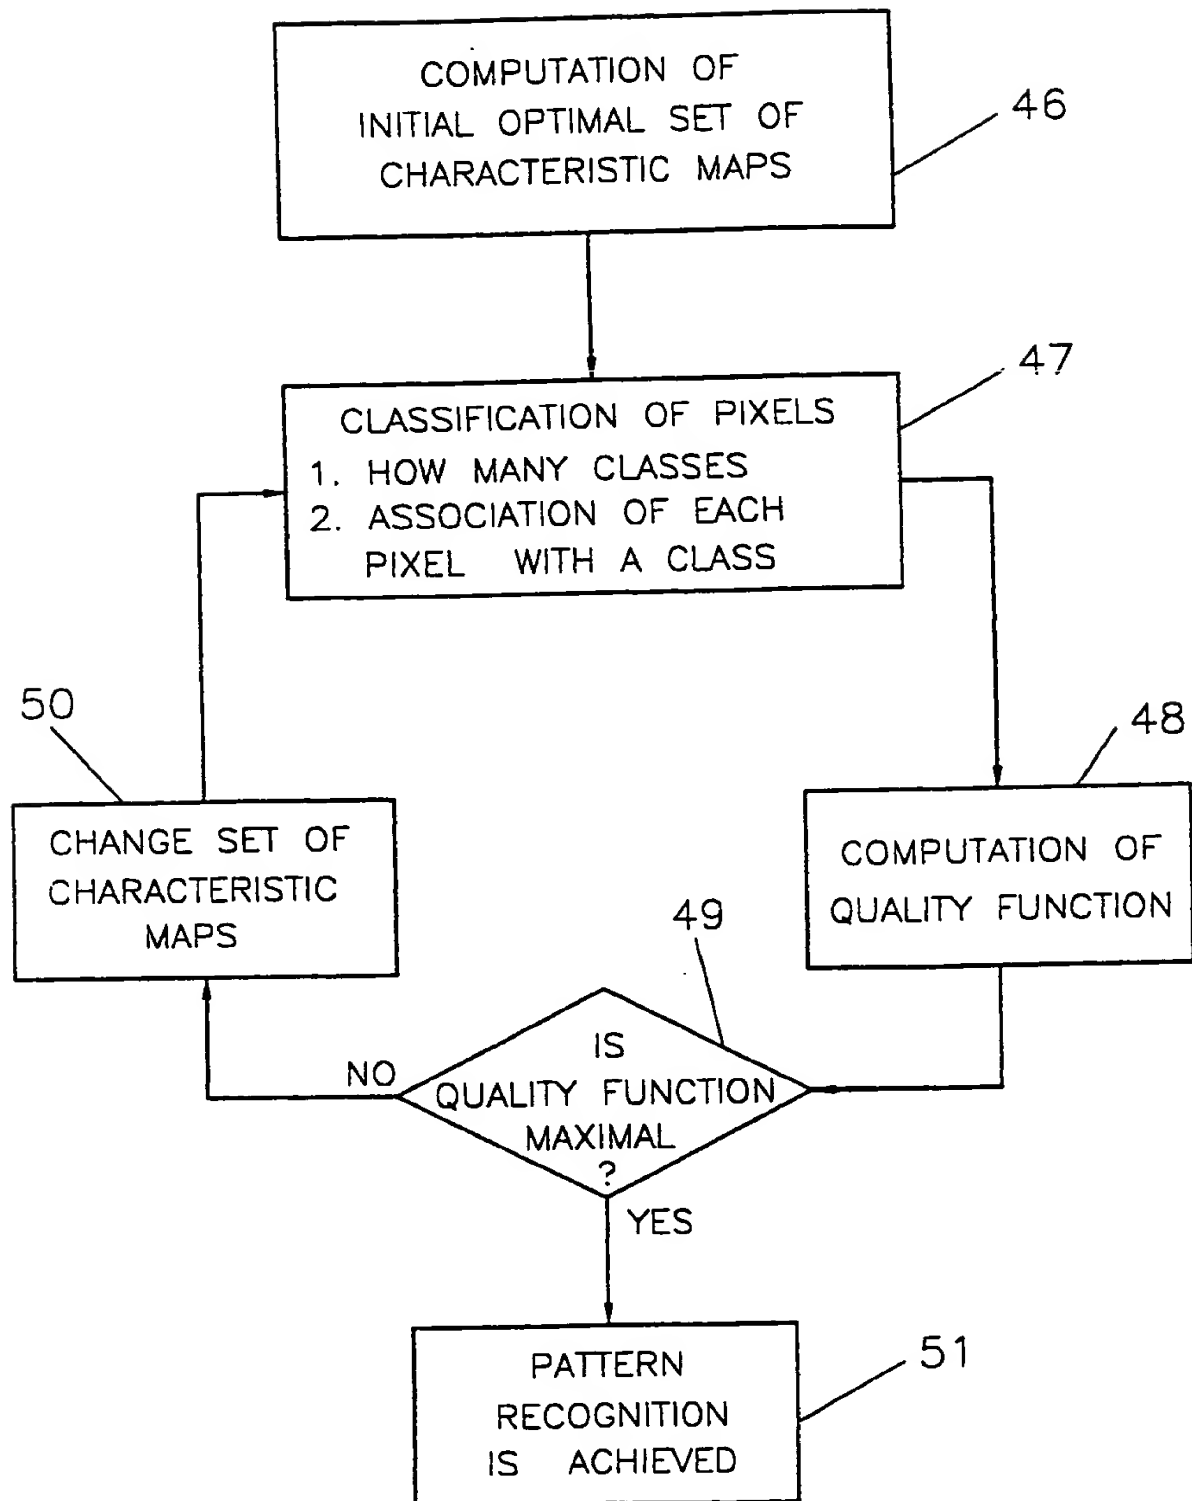 COMPUTATION OF
INITIAL OPTIMAL SET OF
CHARACTERISTIC MAPS
46
47
CLASSIFICATION OF PIXELS
1. HOW MANY CLASSES
2. ASSOCIATION OF EACH
PIXEL WITH A CLASS
50
48
CHANGE SET OF
CHARACTERISTIC
MAPS
COMPUTATION OF
QUALITY FUNCTION
49
IS
QUALITY FUNCTION
MAXIMAL
?
NO
YES
51
PATTERN
RECOGNITION
IS ACHIEVED